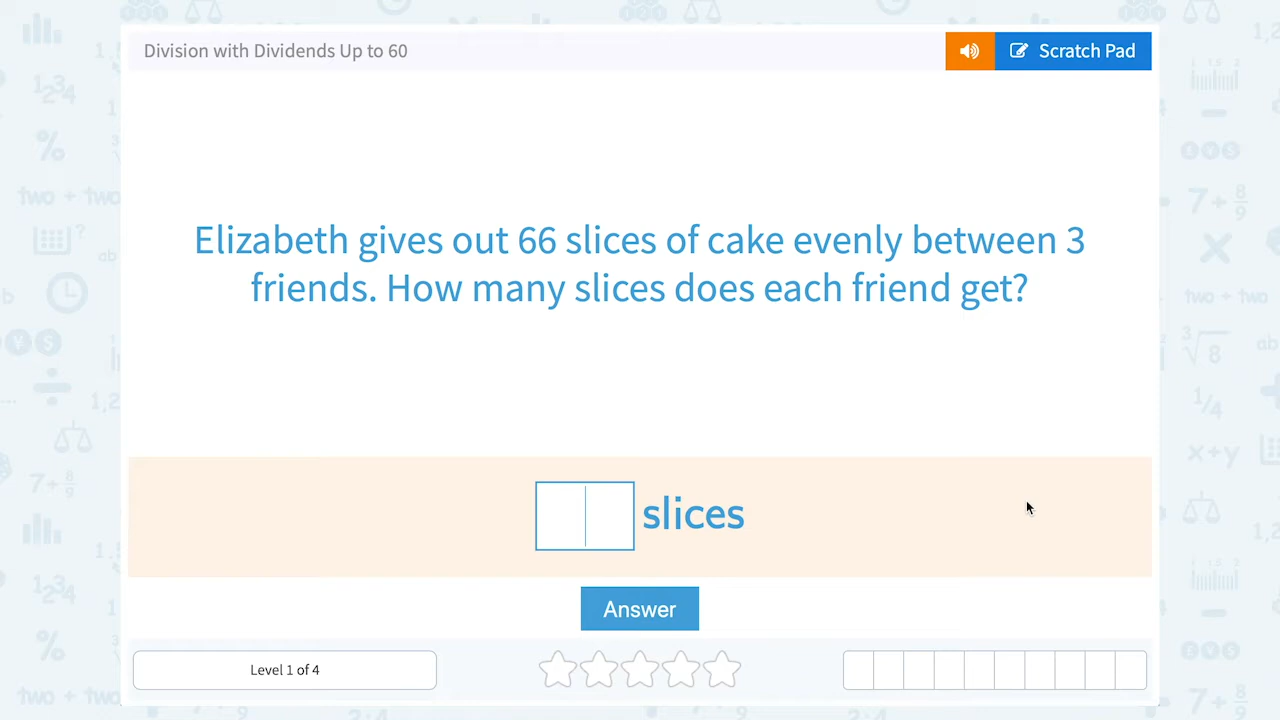 Division with Dividends Up to 60
Scratch Pad
Elizabeth gives out 66 slices of cake evenly between 3
friends. How many slices does each friend get?
slices
Answer
Level 1 of 4